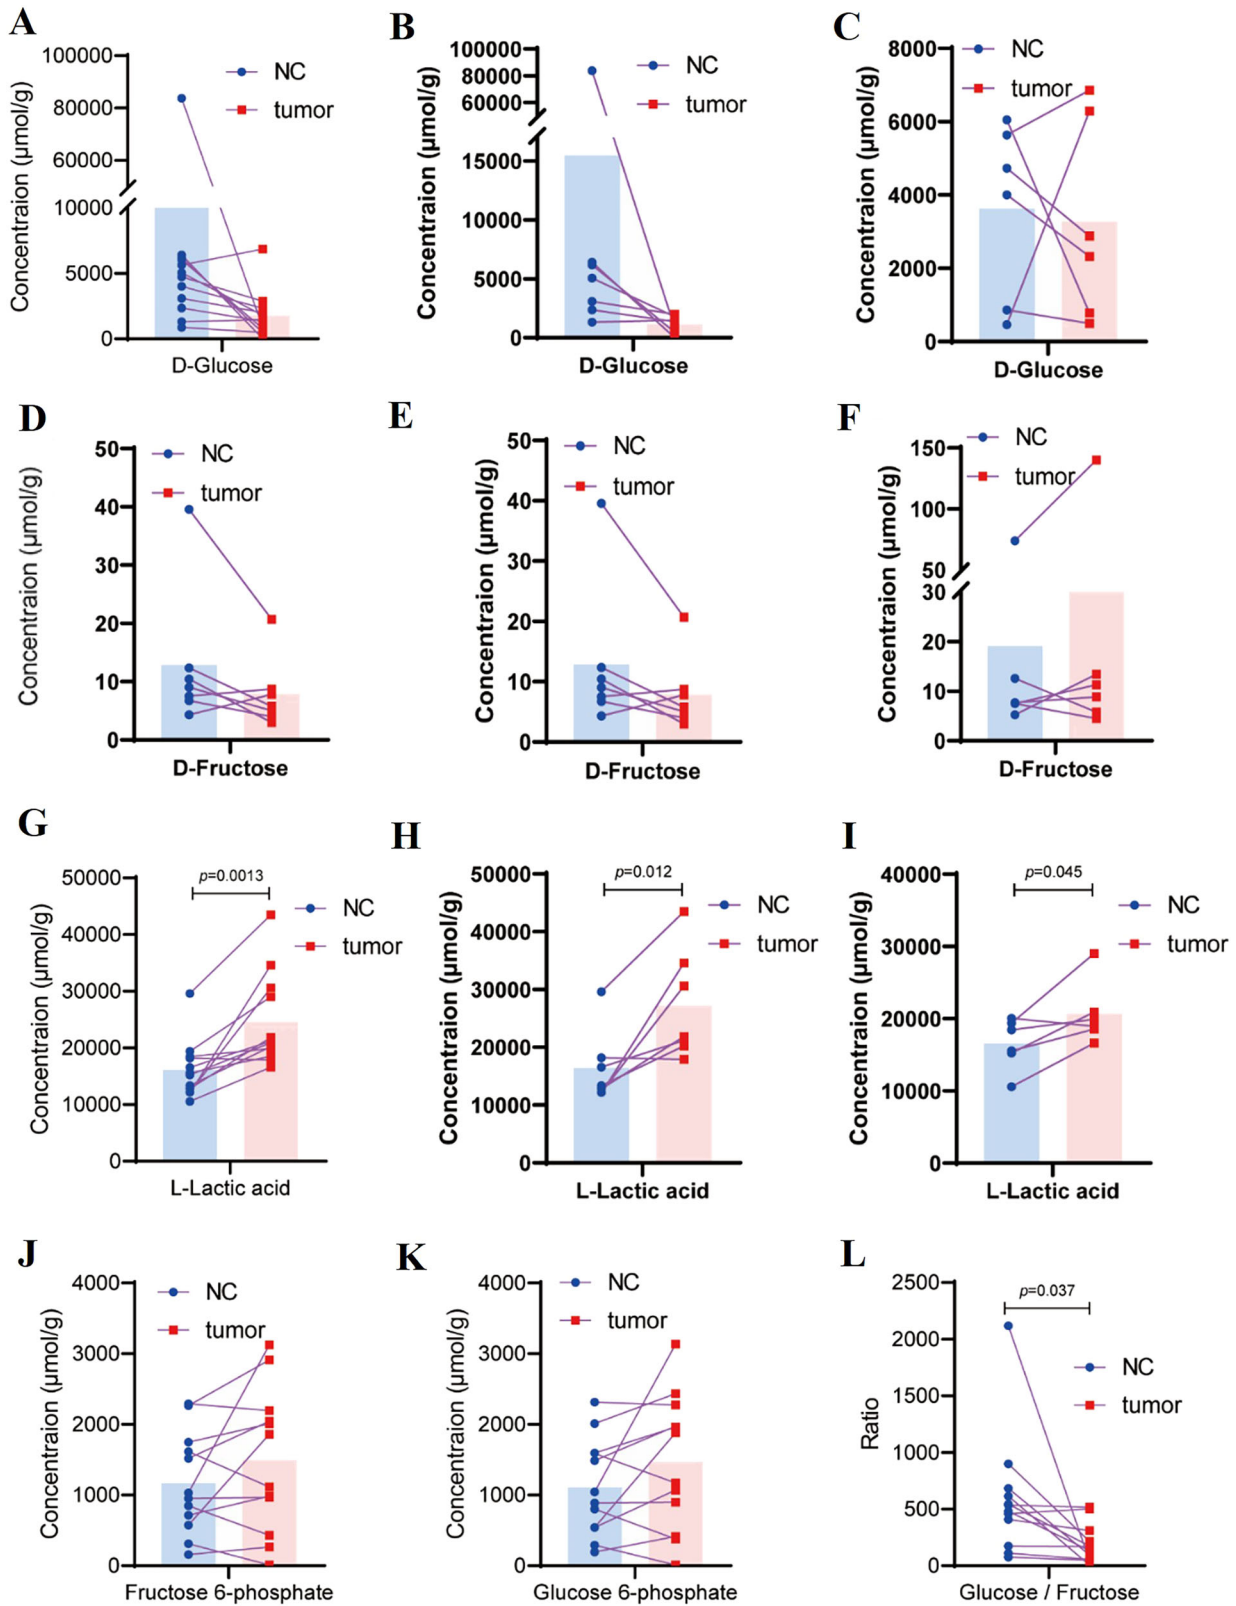 A
Concentraion (μmol/g)
100000
80000
60000
10000
5000
0
NC
tumor
D-Glucose
B
Concentraion (μmol/g)
100000
80000
60000
15000
10000
5000
0
NC
tumor
D-Glucose
C
Concentraion (μmol/g)
8000
6000
4000
2000
0
NC
tumor
D-Glucose
D
Concentraion (μmol/g)
50
40
30
20
10
0
NC
tumor
D-Fructose
E
Concentraion (μmol/g)
50
40
30
20
10
0
NC
tumor
D-Fructose
F
Concentraion (μmol/g)
150
100
50
30
20
10
0
NC
tumor
D-Fructose
G
Concentraion (μmol/g)
50000
40000
30000
20000
10000
0
p=0.0013
NC
tumor
L-Lactic acid
H
Concentraion (μmol/g)
50000
40000
30000
20000
10000
0
p=0.012
NC
tumor
L-Lactic acid
I
Concentraion (μmol/g)
40000
30000
20000
10000
0
p=0.045
NC
tumor
L-Lactic acid
J
Concentraion (μmol/g)
4000
3000
2000
1000
0
NC
tumor
Fructose 6-phosphate
K
Concentraion (μmol/g)
4000
3000
2000
1000
0
NC
tumor
Glucose 6-phosphate
L
Ratio
2500
2000
1500
1000
500
0
p=0.037
NC
tumor
Glucose / Fructose